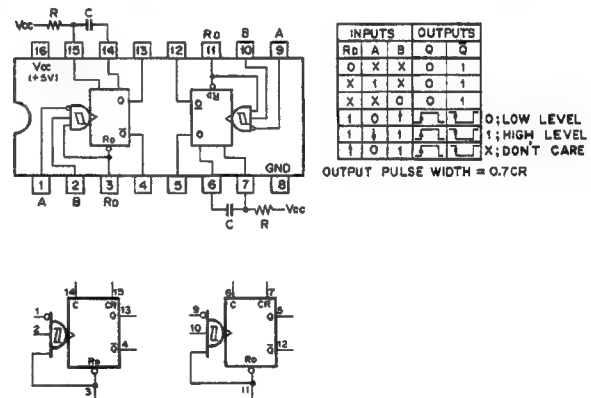 Vcc R C
16 15 14 13 12 11 10 9
RD B A
Vcc
(+5V)
Q
Q̅
RD
Q̅
Q
RD
GND
1 2 3 4 5 6 7 8
A B RD
C R Vcc
INPUTS OUTPUTS
RD A B Q Q̅
0 X X 0 1
X 1 X 0 1
X X 0 0 1
1 0 ↑
1 ↓ 1
↑ 0 1
0; LOW LEVEL
1; HIGH LEVEL
X; DON'T CARE
OUTPUT PULSE WIDTH = 0.7CR
14 15
C CR
1 2
Q 13
Q̅ 4
RD
3
6 7
C CR
9 10
Q 5
Q̅ 12
RD
11